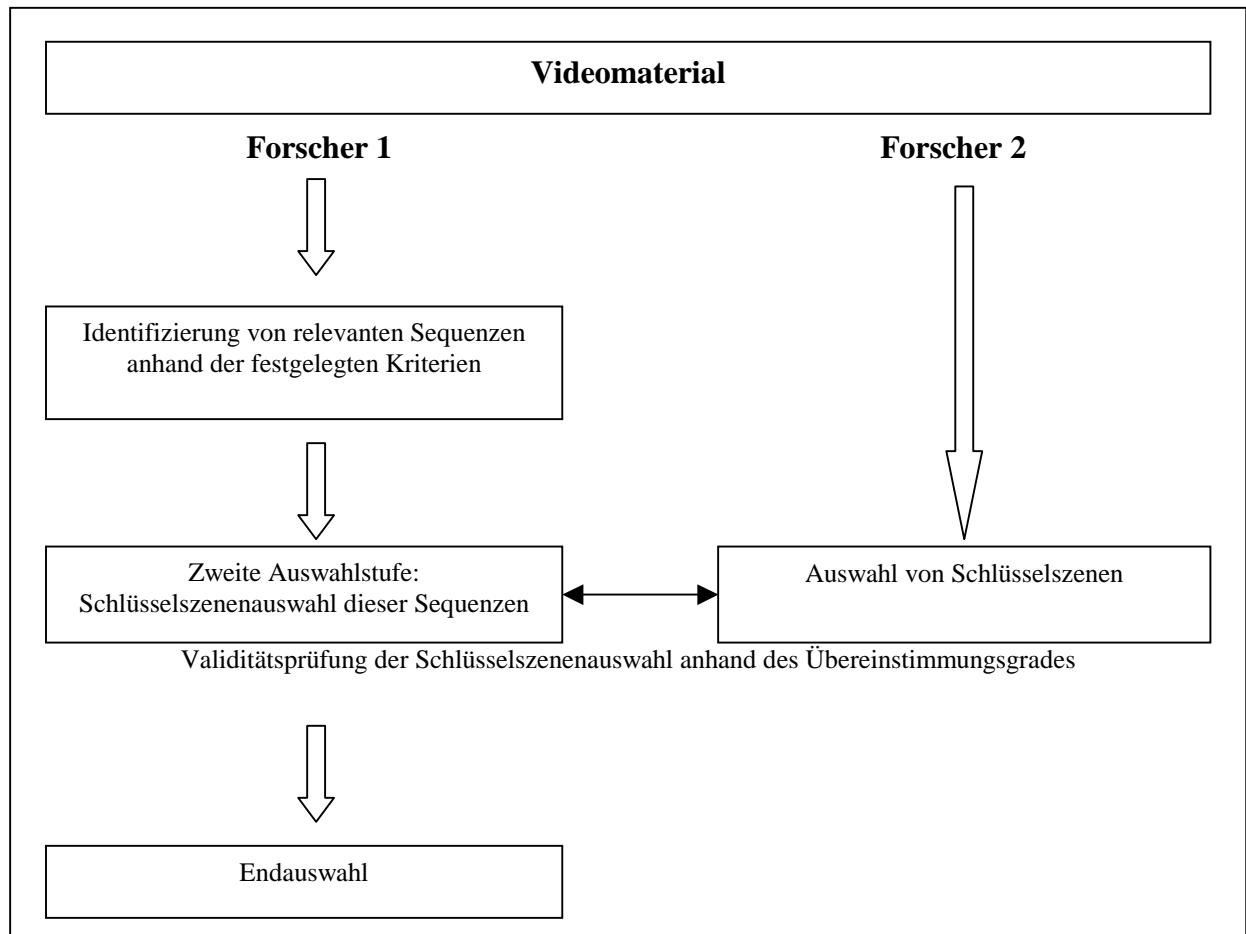 Videomaterial
Forscher 1
Forscher 2
Identifizierung von relevanten Sequenzen
anhand der festgelegten Kriterien
Zweite Auswahlstufe:
Schlüsselszenenauswahl dieser Sequenzen
Auswahl von Schlüsselszenen
Validitätsprüfung der Schlüsselszenenauswahl anhand des Übereinstimmungsgrades
Endauswahl